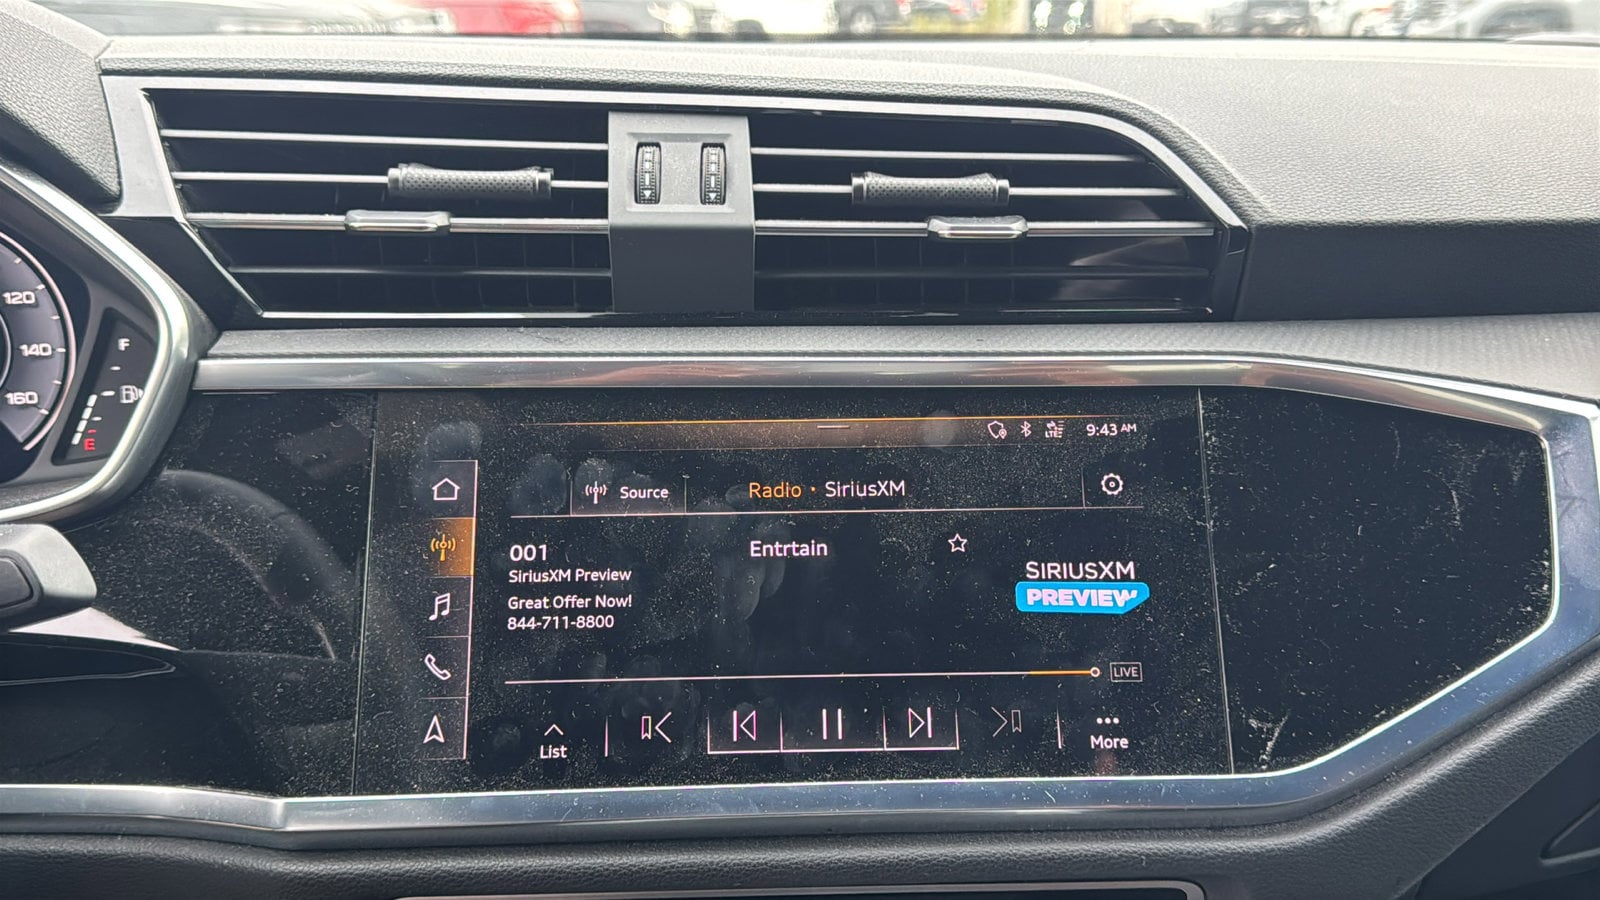 120
140
160
F
E
LTE
9:43 AM
Source
Radio • SiriusXM
001
Entrtain
SiriusXM Preview
Great Offer Now!
844-711-8800
SIRIUSXM
PREVIEW
LIVE
List
More